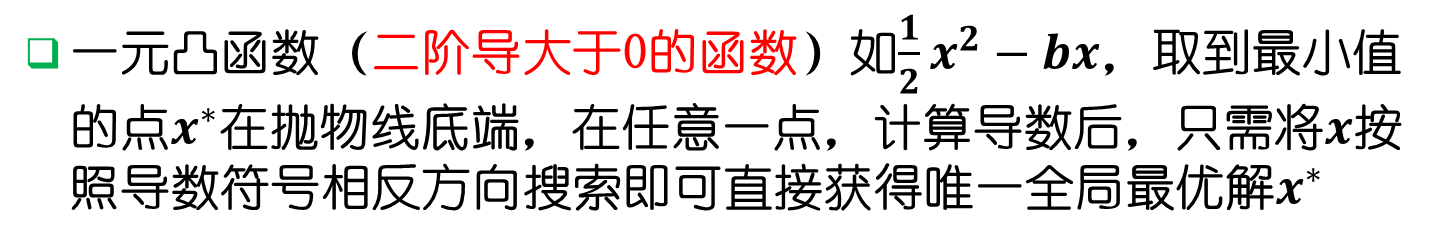 一元凸函数（二阶导大于0的函数）如\frac{1}{2}x² − bx，取到最小值
的点x*在抛物线底端，在任意一点，计算导数后，只需将x按
照导数符号相反方向搜索即可直接获得唯一全局最优解x*